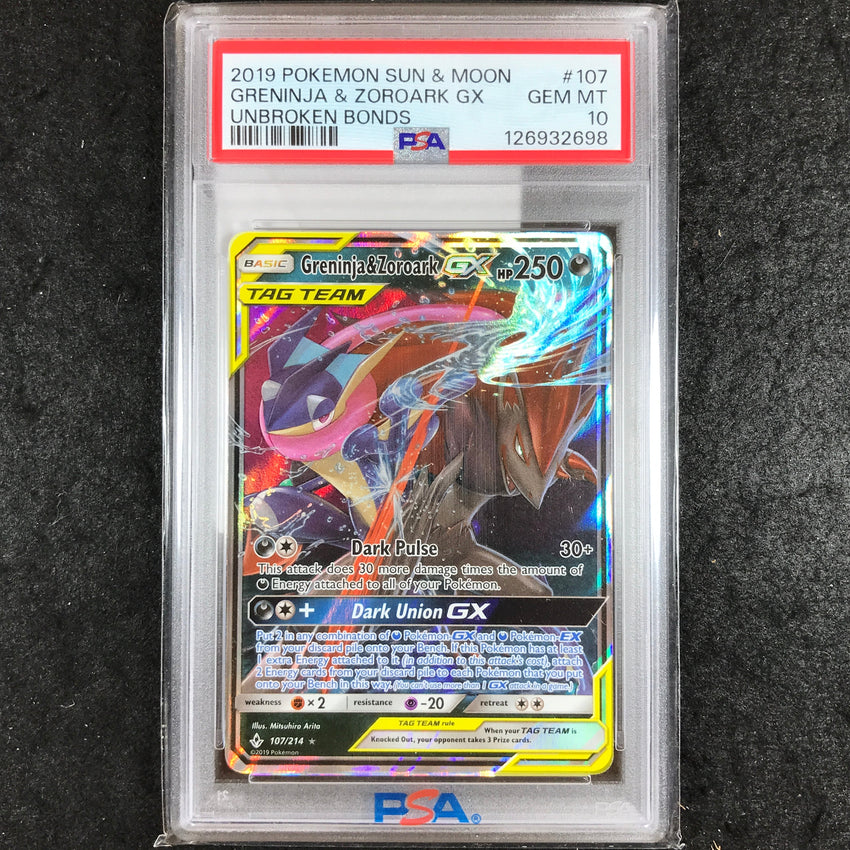 2019 POKEMON SUN & MOON #107
GRENINJA & ZOROARK GX GEM MT
UNBROKEN BONDS 10
PSA 126932698
BASIC Greninja&Zoroark GX HP250
TAG TEAM
Dark Pulse 30+
This attack does 30 more damage times the amount of
Energy attached to all of your Pokémon.
+ Dark Union GX
Put 2 in any combination of Pokémon-GX and Pokémon-EX
from your discard pile onto your Bench. If this Pokémon has at least
1 extra Energy attached to it (in addition to this attack's cost), attach
2 Energy cards from your discard pile to each Pokémon that you put
onto your Bench in this way. (You can't use more than 1 GX attack in a game.)
weakness ×2 resistance -20 retreat
Illus. Mitsuhiro Arita
TAG TEAM rule
When your TAG TEAM is
Knocked Out, your opponent takes 3 Prize cards.
107/214 ★
©2019 Pokémon
PSA®